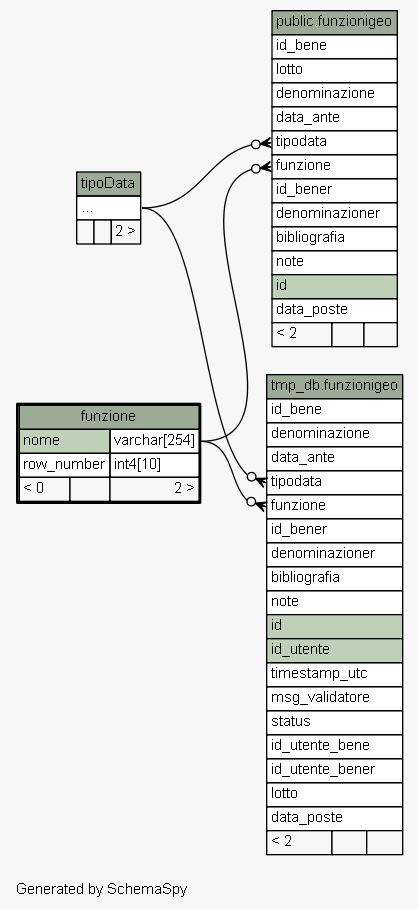 public.funzionigeo
id_bene
lotto
denominazione
data_ante
tipodata
funzione
id_bener
denominazioner
bibliografia
note
id
data_poste
< 2
tipoData
...
2 >
funzione
nome varchar[254]
row_number int4[10]
< 0 2 >
tmp_db.funzionigeo
id_bene
denominazione
data_ante
tipodata
funzione
id_bener
denominazioner
bibliografia
note
id
id_utente
timestamp_utc
msg_validatore
status
id_utente_bene
id_utente_bener
lotto
data_poste
< 2
Generated by SchemaSpy